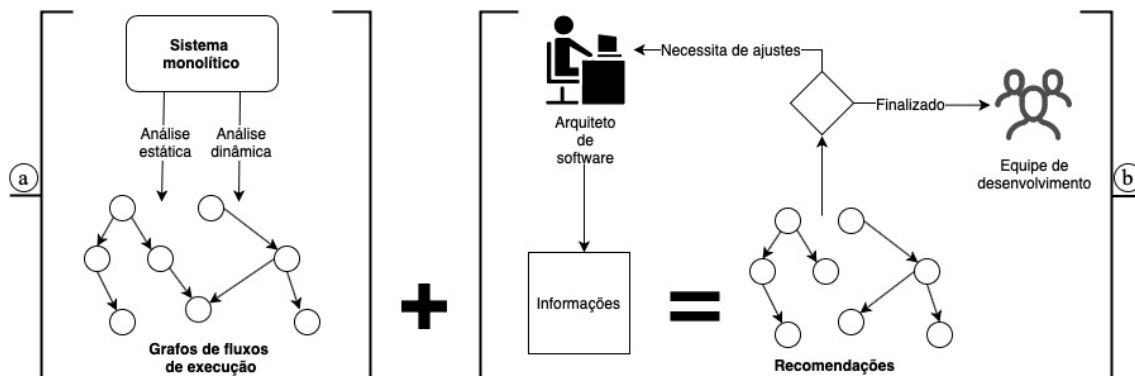 a
Sistema
monolítico
Análise
estática
Análise
dinâmica
Grafos de fluxos
de execução
+
Arquiteto
de
software
Informações
=
Necessita de ajustes
Finalizado
Equipe de
desenvolvimento
Recomendações
b